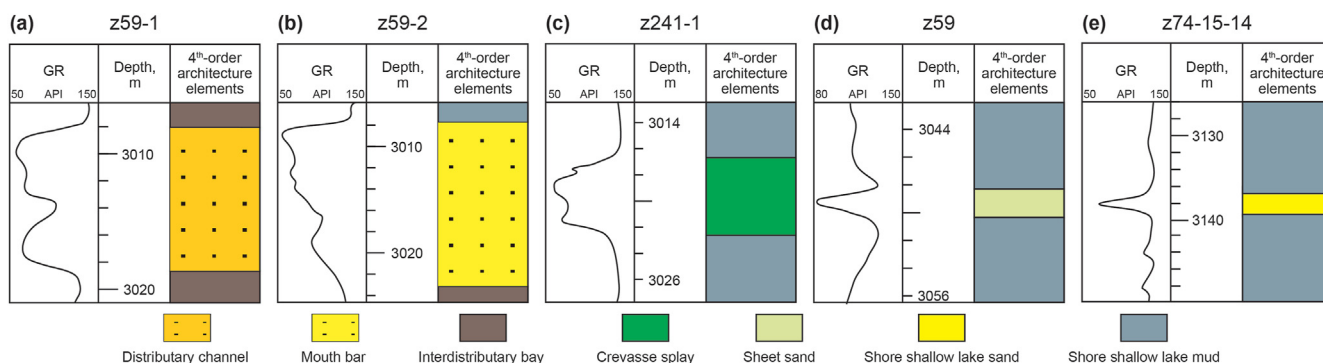 (a) z59-1
GR
50 API 150
Depth,
m
4th-order
architecture
elements
3010
3020
(b) z59-2
GR
50 API 150
Depth,
m
4th-order
architecture
elements
3010
3020
(c) z241-1
GR
50 API 150
Depth,
m
4th-order
architecture
elements
3014
3026
(d) z59
GR
80 API 150
Depth,
m
4th-order
architecture
elements
3044
3056
(e) z74-15-14
GR
50 API 150
Depth,
m
4th-order
architecture
elements
3130
3140
Distributary channel
Mouth bar
Interdistributary bay
Crevasse splay
Sheet sand
Shore shallow lake sand
Shore shallow lake mud